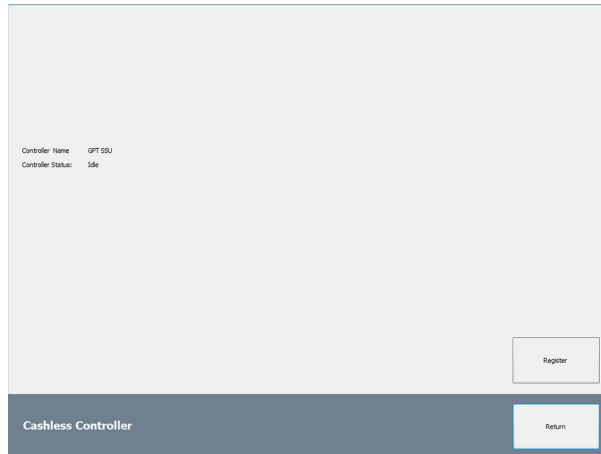 Controller Name GPT SSU
Controller Status: Idle
Register
Cashless Controller
Return